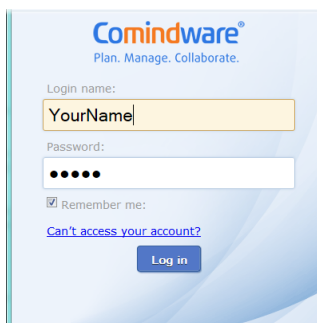 Comindware®
Plan. Manage. Collaborate.
Login name:
YourName
Password:
●●●●●
Remember me:
Can't access your account?
Log in